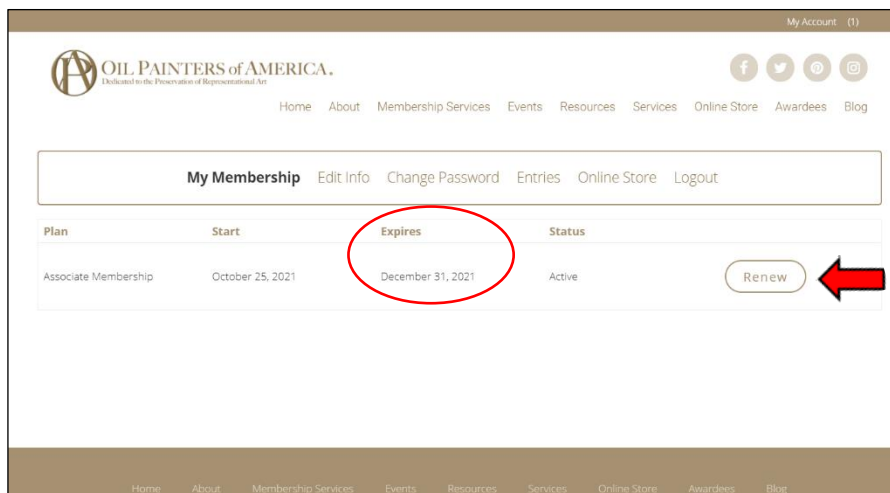 My Account (1)
OIL PAINTERS of AMERICA.
Dedicated to the Preservation of Representational Art
Home About Membership Services Events Resources Services Online Store Awardees Blog
My Membership Edit Info Change Password Entries Online Store Logout
Plan Start Expires Status
Associate Membership October 25, 2021 December 31, 2021 Active Renew
Home About Membership Services Events Resources Services Online Store Awardees Blog